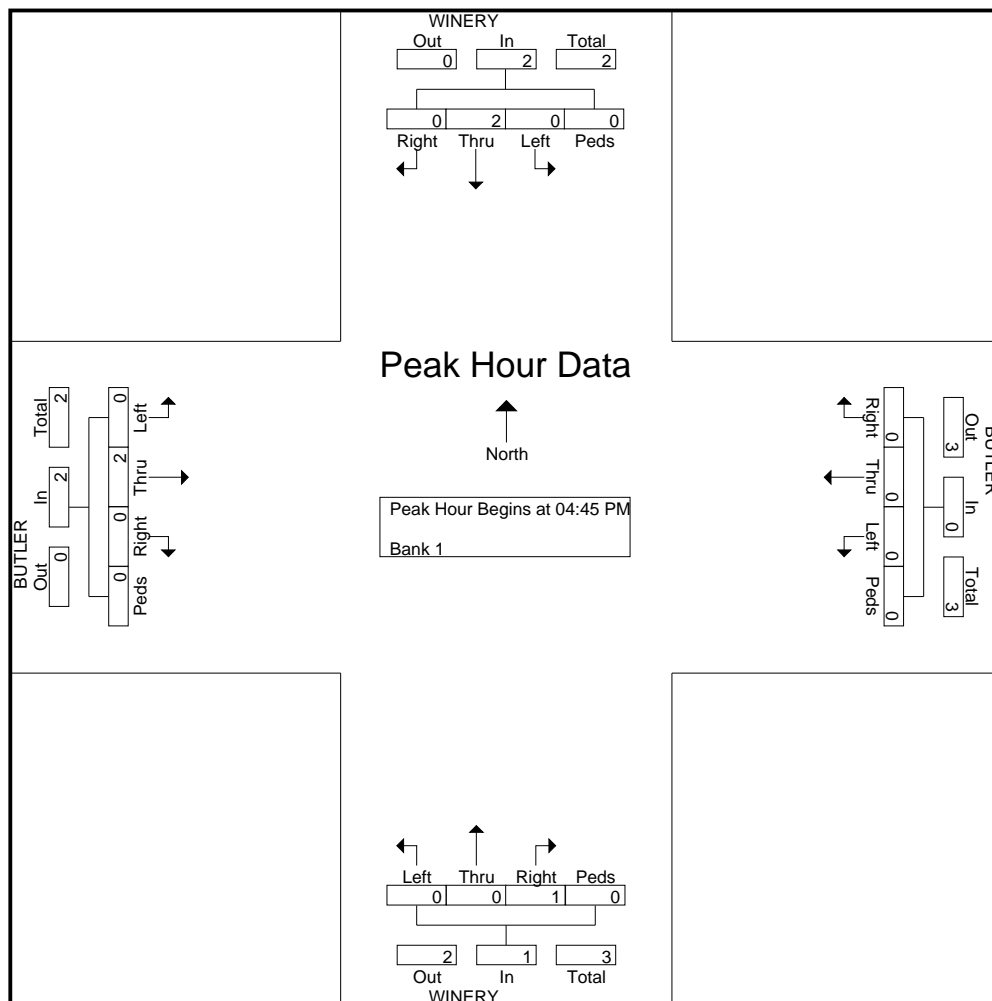 WINERY
Out In Total
0 2 2
0 2 0 0
Right Thru Left Peds
Peak Hour Data
North
Peak Hour Begins at 04:45 PM
Bank 1
BUTLER
Total In Out
2 2 0
0 2 0 0
Left Thru Right Peds
BUTLER
Out In Total
3 0 3
0 0 0 0
Right Thru Left Peds
Left Thru Right Peds
0 0 1 0
2 1 3
Out In Total
WINERY